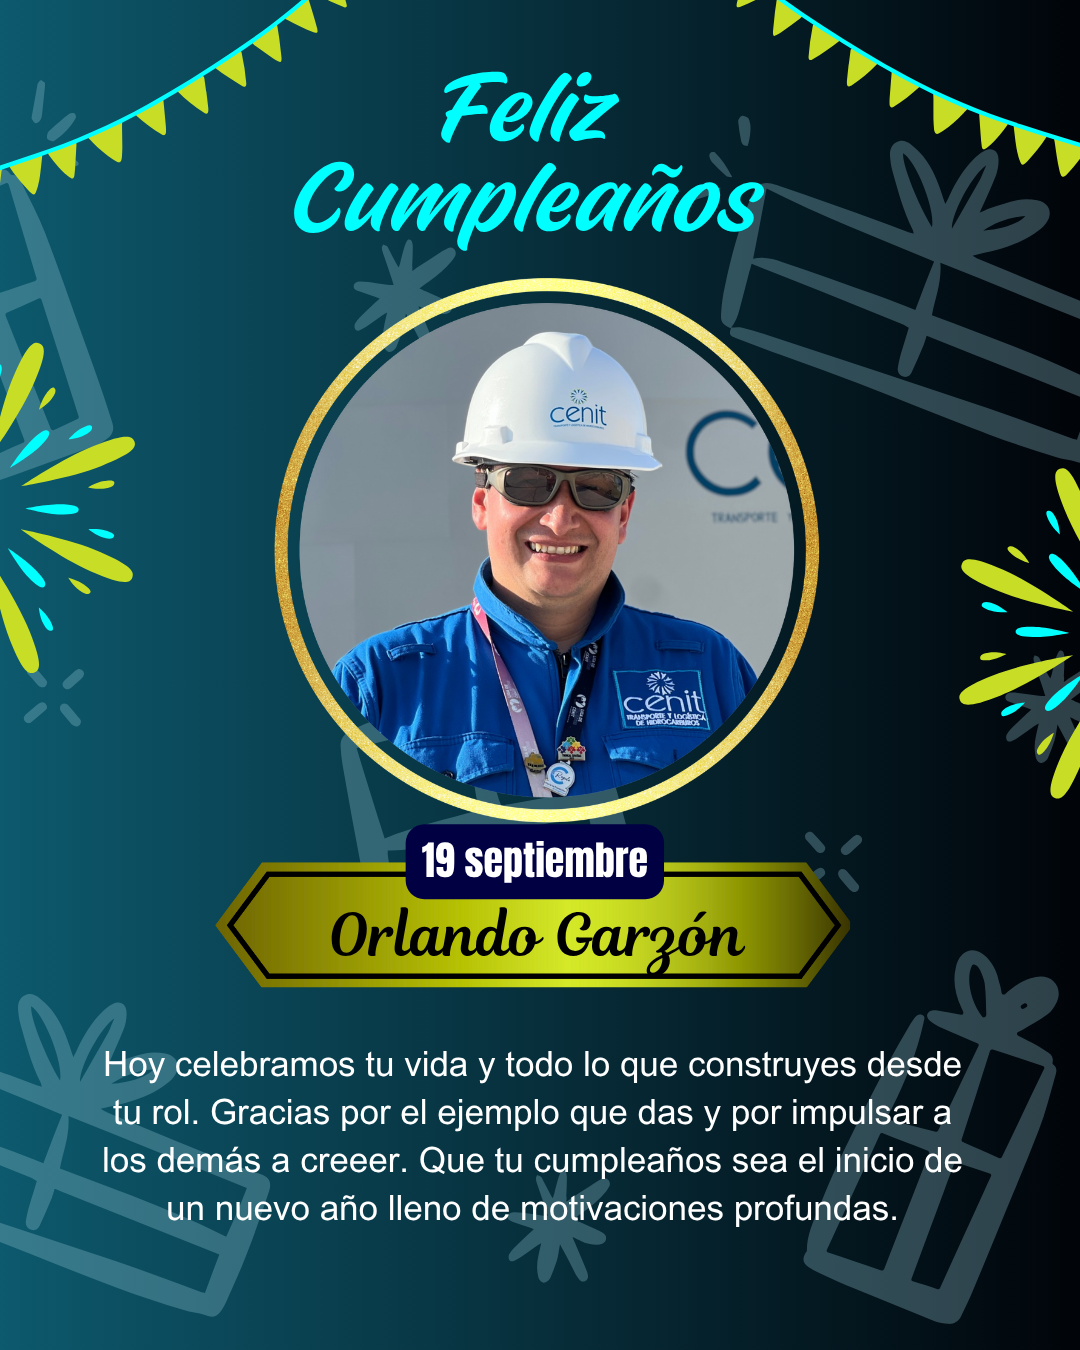 Feliz
Cumpleaños
cenit
TRANSPORTE
cenit
TRANSPORTE Y LOGÍSTICA
DE HIDROCARBUROS
19 septiembre
Orlando Garzón
Hoy celebramos tu vida y todo lo que construyes desde
tu rol. Gracias por el ejemplo que das y por impulsar a
los demás a creeer. Que tu cumpleaños sea el inicio de
un nuevo año lleno de motivaciones profundas.